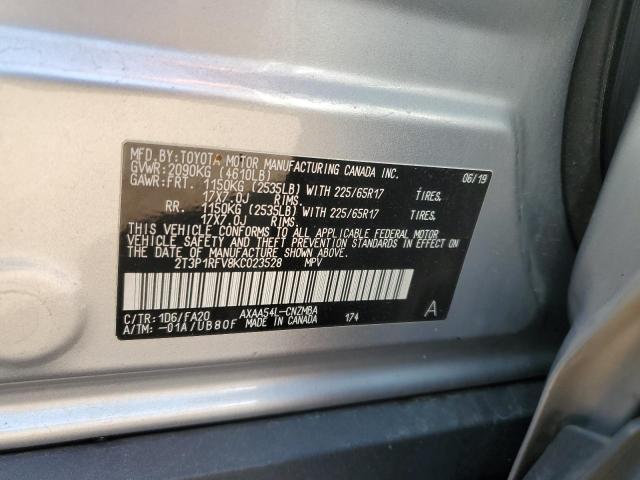 MFD.BY: TOYOTA MOTOR MANUFACTURING CANADA INC.
GVWR: 2090KG (4610LB) 06/19
GAWR: FRT. 1150KG (2535LB) WITH 225/65R17 TIRES.
17X7.0J RIMS.
RR. 1150KG (2535LB) WITH 225/65R17 TIRES.
17X7.0J RIMS.
THIS VEHICLE CONFORMS TO ALL APPLICABLE FEDERAL MOTOR
VEHICLE SAFETY AND THEFT PREVENTION STANDARDS IN EFFECT ON
THE DATE OF MANUFACTURE SHOWN ABOVE.
2T3P1RFV8KC023528 MPV
C/TR: 1D6/FA20 AXAA54L-CNZMBA
A/TM: -01A/UB80F MADE IN CANADA 174
A